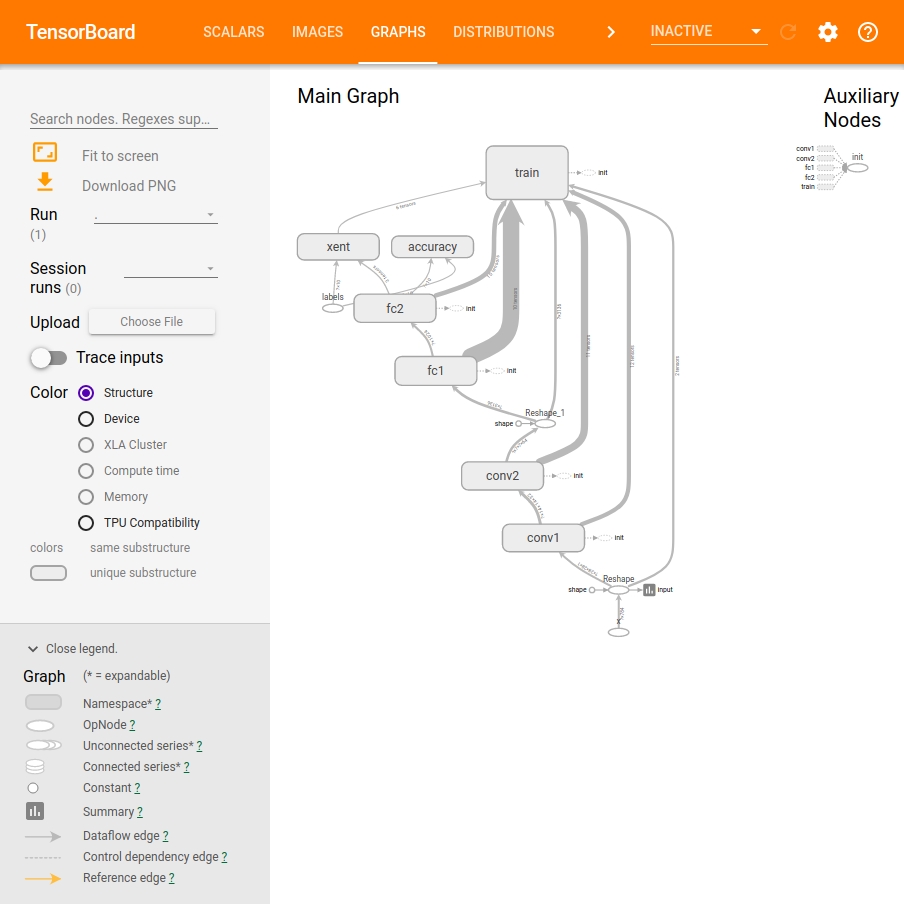 TensorBoard
SCALARS
IMAGES
GRAPHS
DISTRIBUTIONS
INACTIVE
Search nodes. Regexes sup...
Fit to screen
Download PNG
Run
(1)
.
Session
runs (0)
Upload
Choose File
Trace inputs
Color
Structure
Device
XLA Cluster
Compute time
Memory
TPU Compatibility
colors
same substructure
unique substructure
Close legend.
Graph
(* = expandable)
Namespace* ?
OpNode ?
Unconnected series* ?
Connected series* ?
Constant ?
Summary ?
Dataflow edge ?
Control dependency edge ?
Reference edge ?
Main Graph
train
init
xent
accuracy
labels
fc2
init
fc1
init
Reshape_1
shape
conv2
init
conv1
init
Reshape
shape
input
x
Auxiliary
Nodes
conv1
conv2
fc1
fc2
train
init